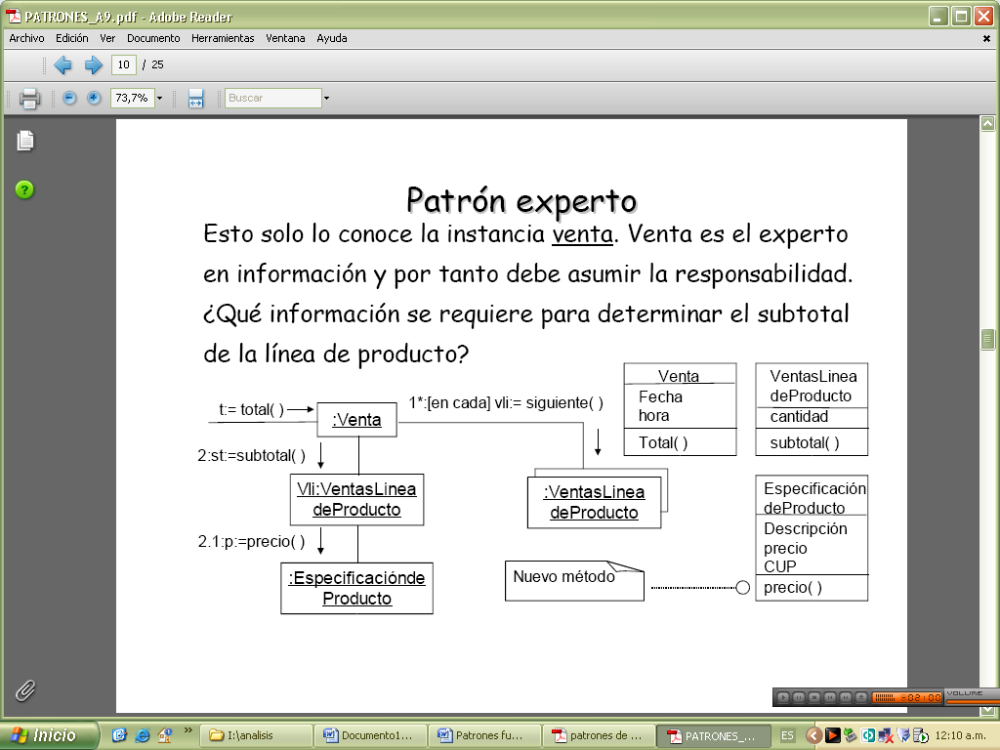 PATRONES_A9.pdf - Adobe Reader
Archivo Edición Ver Documento Herramientas Ventana Ayuda
10 / 25
73,7% Buscar
Patrón experto
Esto solo lo conoce la instancia venta. Venta es el experto
en información y por tanto debe asumir la responsabilidad.
¿Qué información se requiere para determinar el subtotal
de la línea de producto?
t:= total( )
:Venta
1*:[en cada] vli:= siguiente( )
2:st:=subtotal( )
Vli:VentasLinea
deProducto
:VentasLinea
deProducto
2.1:p:=precio( )
:Especificaciónde
Producto
Venta
Fecha
hora
Total( )
VentasLinea
deProducto
cantidad
subtotal( )
Especificación
deProducto
Descripción
precio
CUP
precio( )
Nuevo método
VOLUME
Inicio
I:\analisis
Documento1...
Patrones fu...
patrones de ...
PATRONES_...
ES
12:10 a.m.